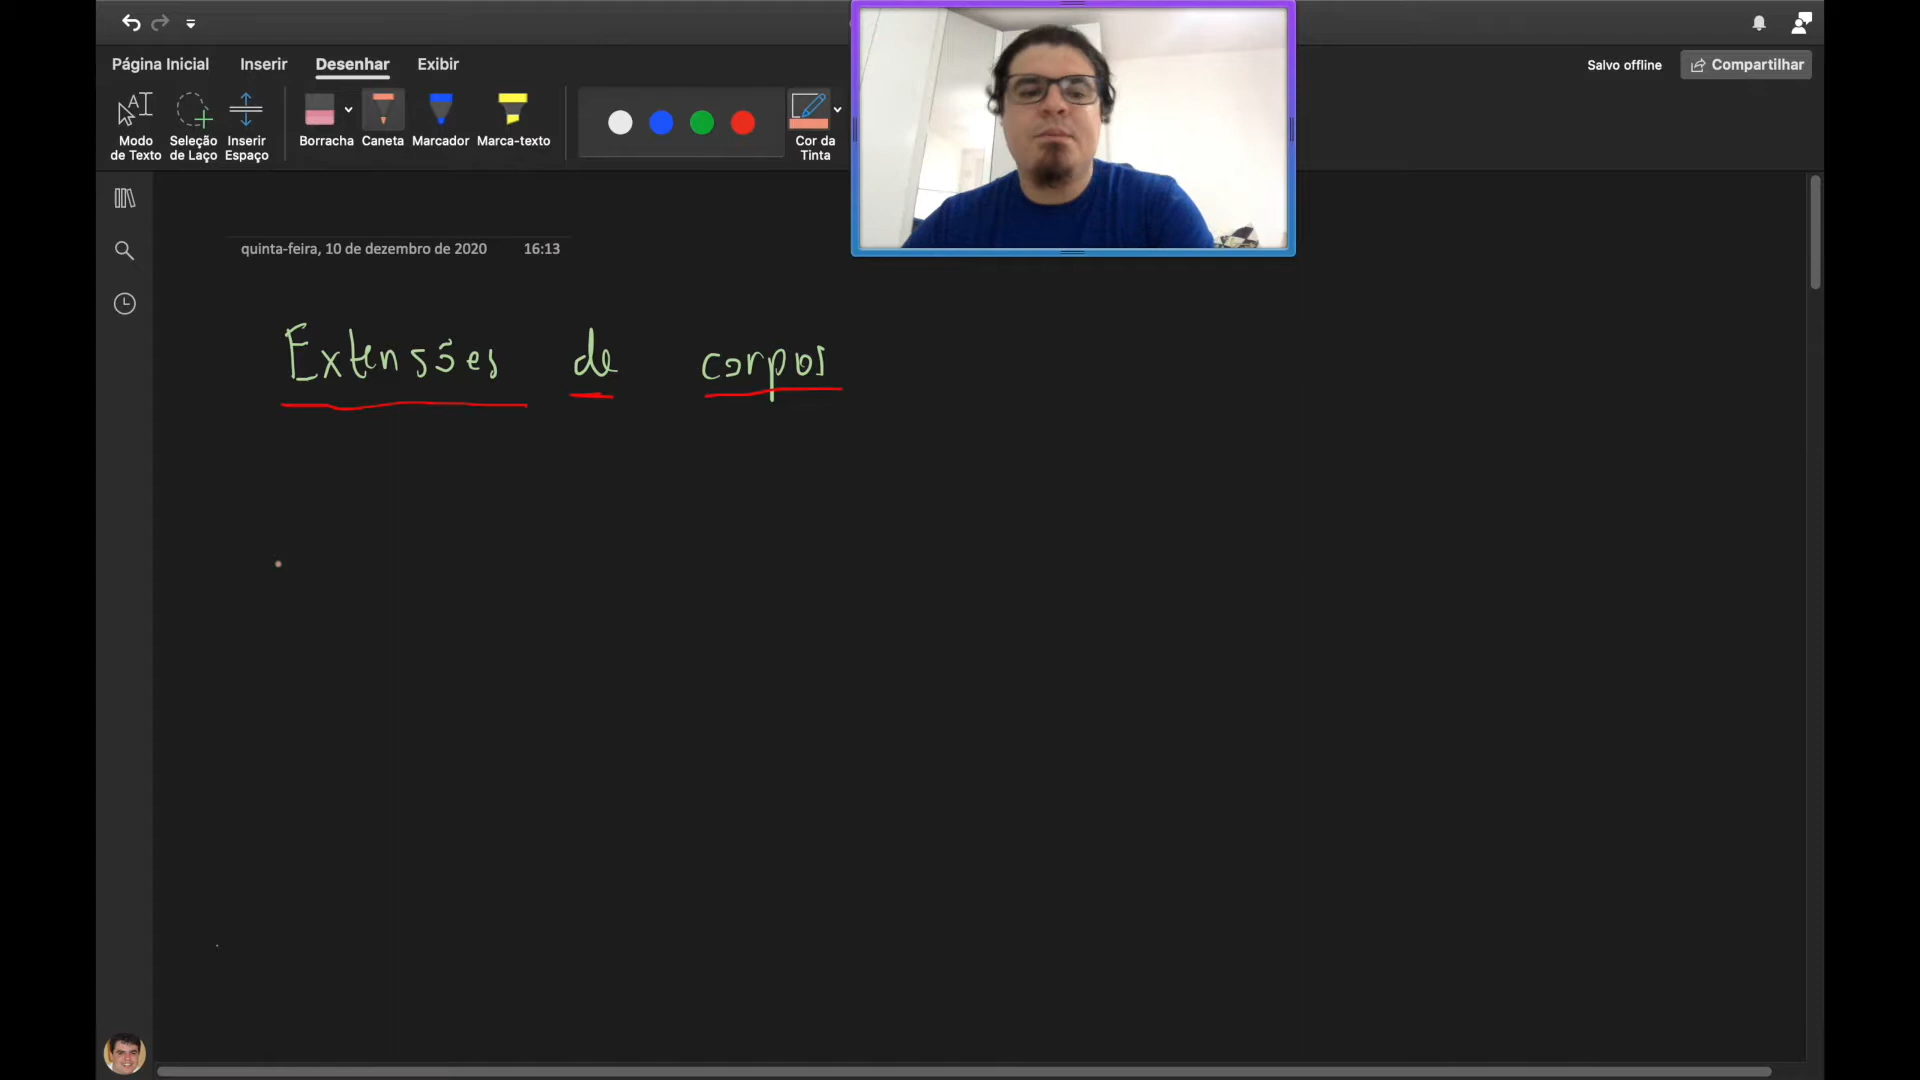 Página Inicial Inserir Desenhar Exibir
Salvo offline Compartilhar
Modo de Texto
Seleção de Laço
Inserir Espaço
Borracha Caneta Marcador Marca-texto
Cor da Tinta
quinta-feira, 10 de dezembro de 2020 16:13
Extensões de corpos